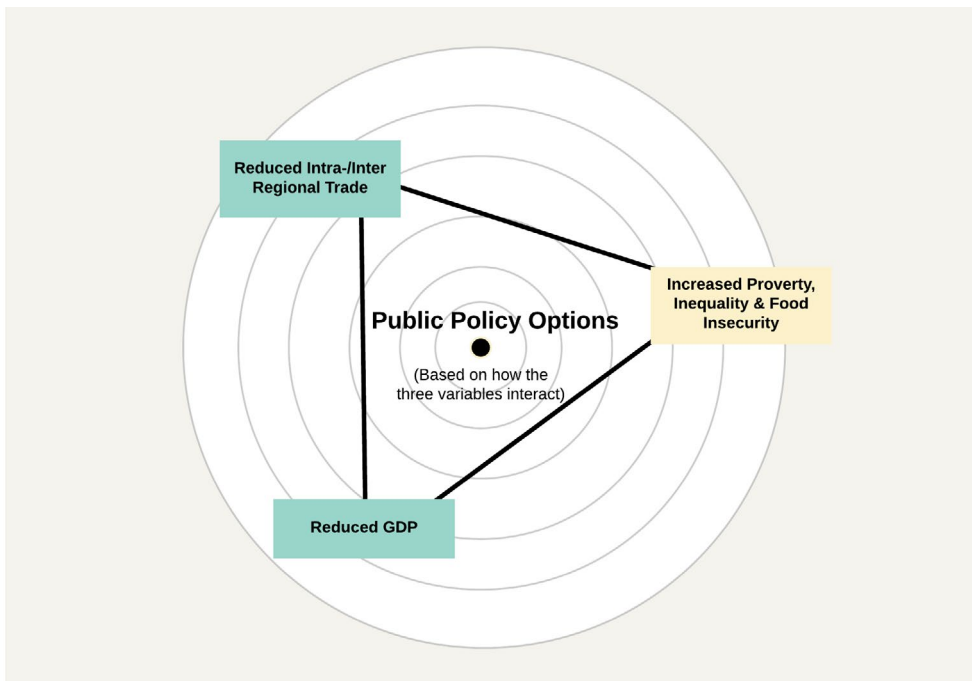 Reduced Intra-/Inter
Regional Trade
Increased Proverty,
Inequality & Food
Insecurity
Public Policy Options
(Based on how the
three variables interact)
Reduced GDP